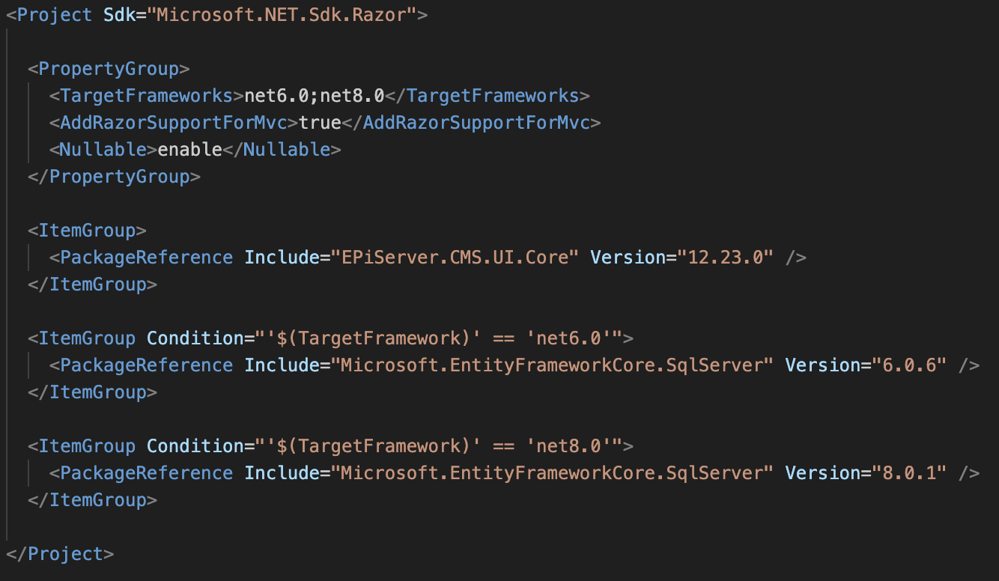 <Project Sdk="Microsoft.NET.Sdk.Razor">
<PropertyGroup>
<TargetFrameworks>net6.0;net8.0</TargetFrameworks>
<AddRazorSupportForMvc>true</AddRazorSupportForMvc>
<Nullable>enable</Nullable>
</PropertyGroup>
<ItemGroup>
<PackageReference Include="EPiServer.CMS.UI.Core" Version="12.23.0" />
</ItemGroup>
<ItemGroup Condition="'$(TargetFramework)' == 'net6.0'">
<PackageReference Include="Microsoft.EntityFrameworkCore.SqlServer" Version="6.0.6" />
</ItemGroup>
<ItemGroup Condition="'$(TargetFramework)' == 'net8.0'">
<PackageReference Include="Microsoft.EntityFrameworkCore.SqlServer" Version="8.0.1" />
</ItemGroup>
</Project>